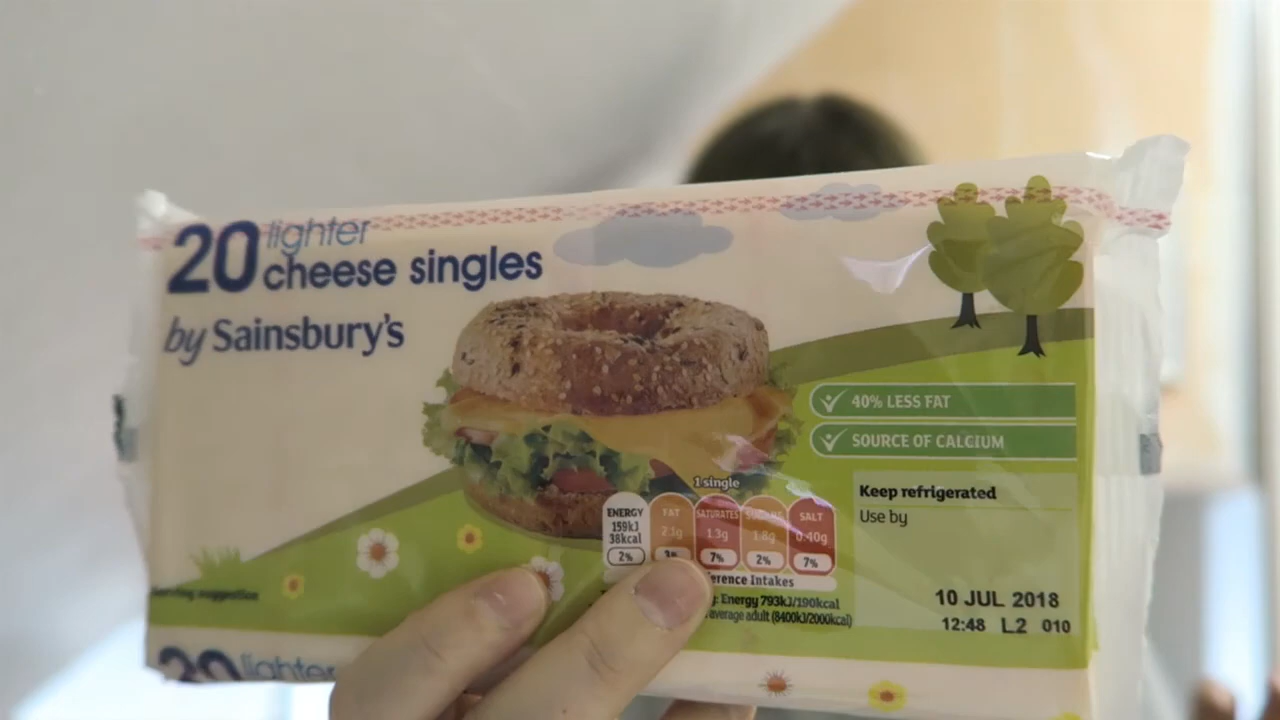 20 lighter
cheese singles
by Sainsbury's
40% LESS FAT
SOURCE OF CALCIUM
Keep refrigerated
Use by
10 JUL 2018
12:48 L2 010
1 single
ENERGY FAT SATURATES SUGARS SALT
159kJ 2.1g 1.3g 1.8g 0.40g
38kcal
2% 3% 7% 2% 7%
Intakes
Energy 793kJ/190kcal
average adult (8400kJ/2000kcal)
Serving suggestion
20 lighter